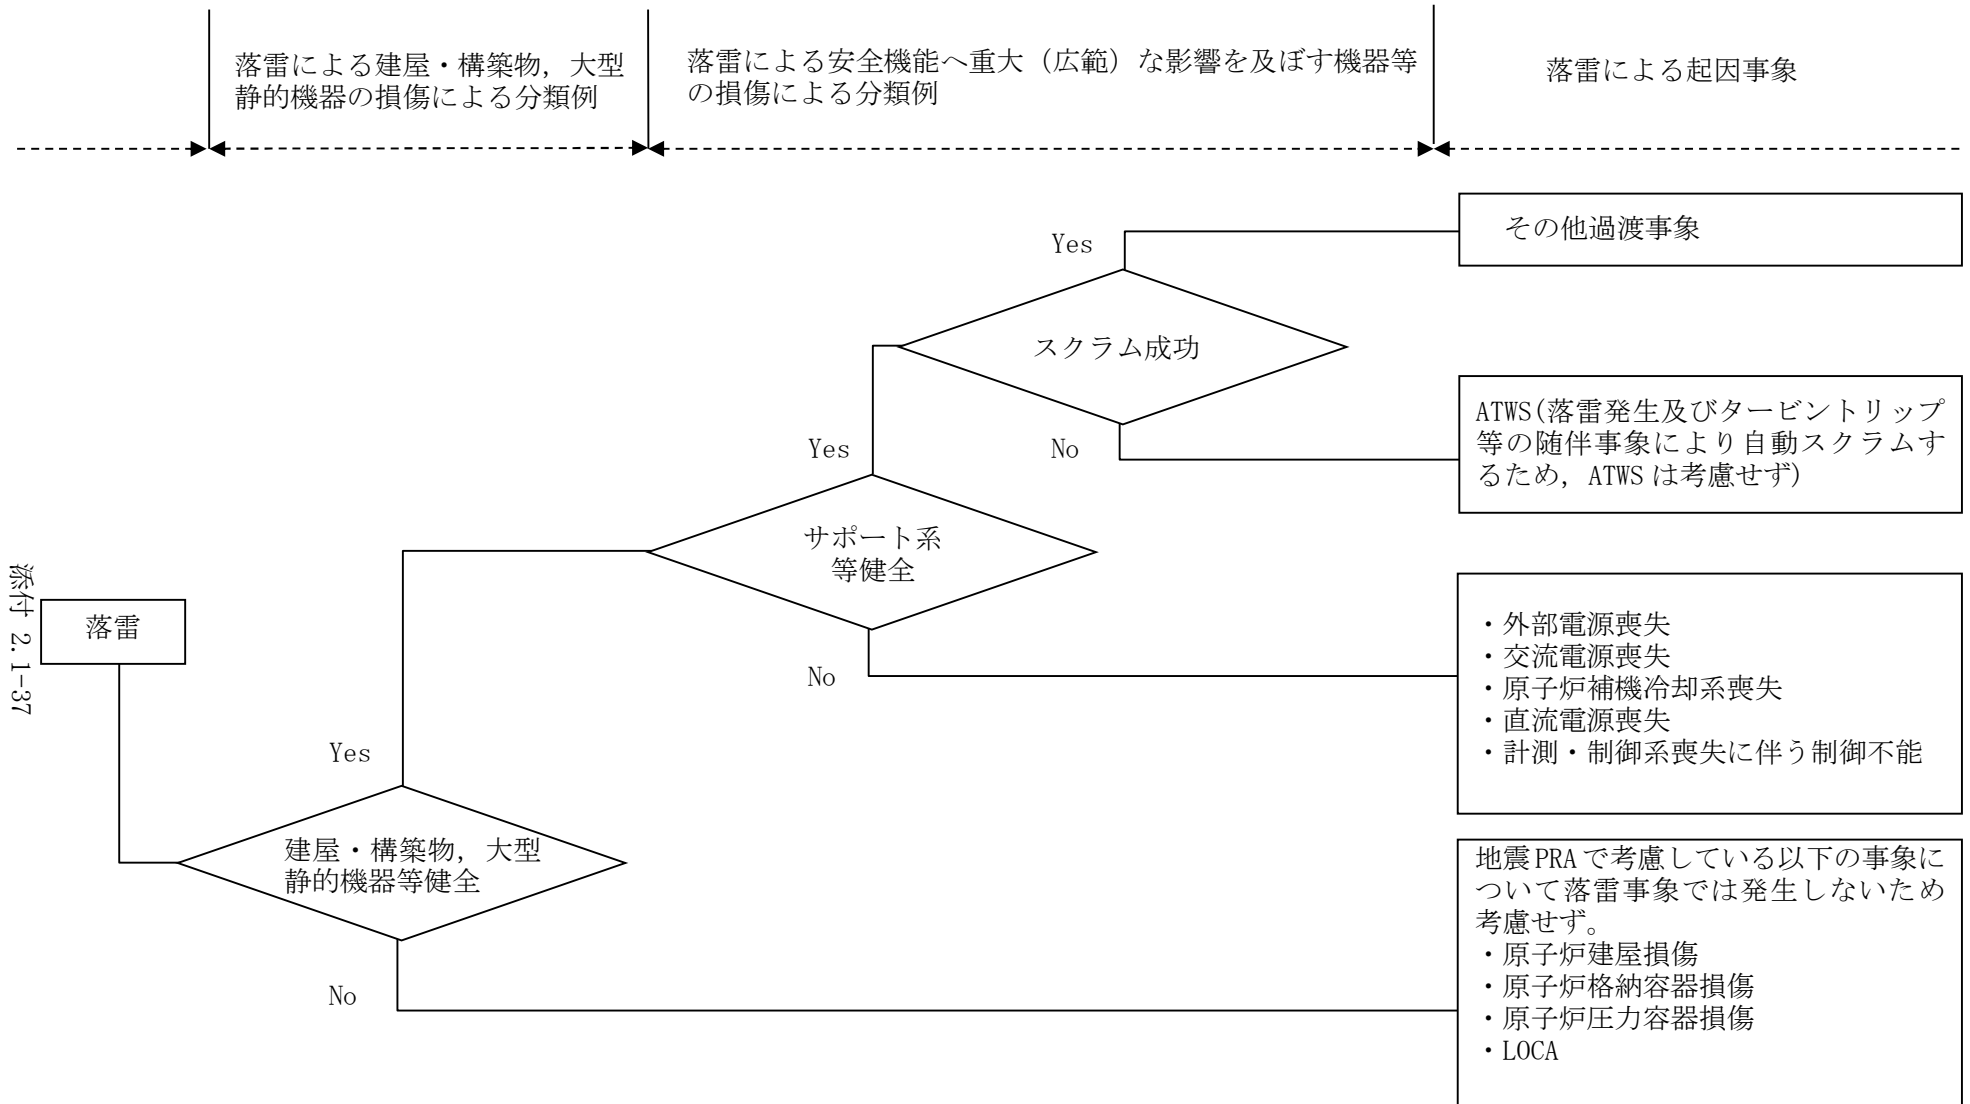 落雷による建屋・構築物，大型
静的機器の損傷による分類例
落雷による安全機能へ重大（広範）な影響を及ぼす機器等
の損傷による分類例
落雷による起因事象
その他過渡事象
Yes
スクラム成功
ATWS(落雷発生及びタービントリップ
等の随伴事象により自動スクラムす
るため，ATWS は考慮せず)
Yes
No
サポート系
等健全
・外部電源喪失
・交流電源喪失
・原子炉補機冷却系喪失
・直流電源喪失
・計測・制御系喪失に伴う制御不能
No
添付 2.1-37
落雷
Yes
建屋・構築物，大型
静的機器等健全
地震 PRA で考慮している以下の事象に
ついて落雷事象では発生しないため
考慮せず。
・原子炉建屋損傷
・原子炉格納容器損傷
・原子炉圧力容器損傷
・LOCA
No